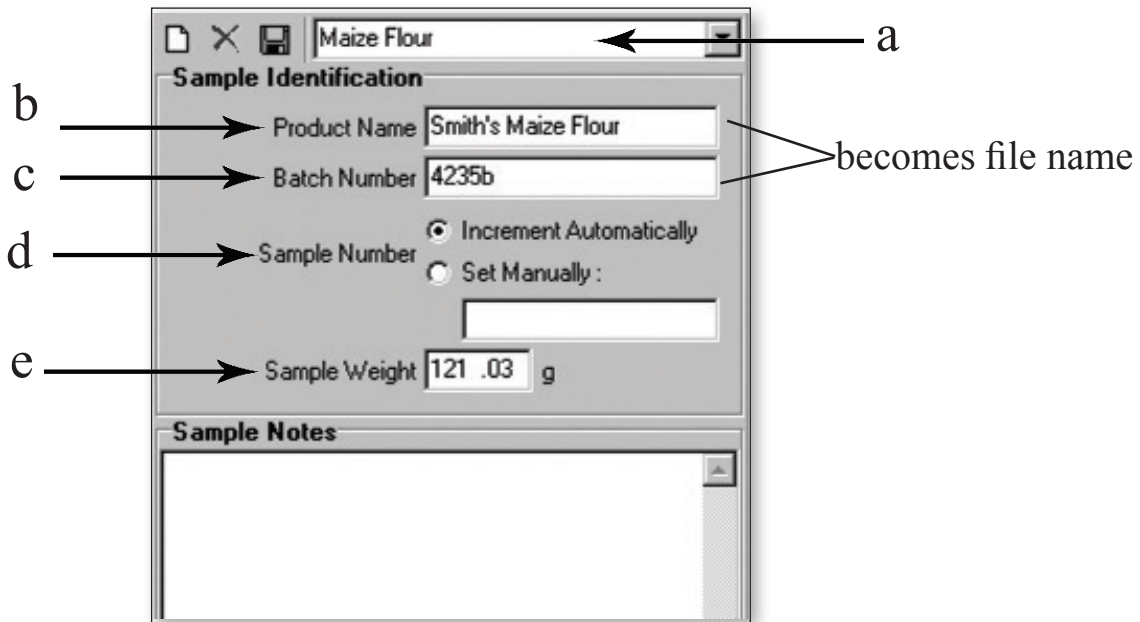 Maize Flour
a
Sample Identification
b
Product Name Smith's Maize Flour
becomes file name
c
Batch Number 4235b
Increment Automatically
d
Sample Number
Set Manually :
e
Sample Weight 121 .03 g
Sample Notes